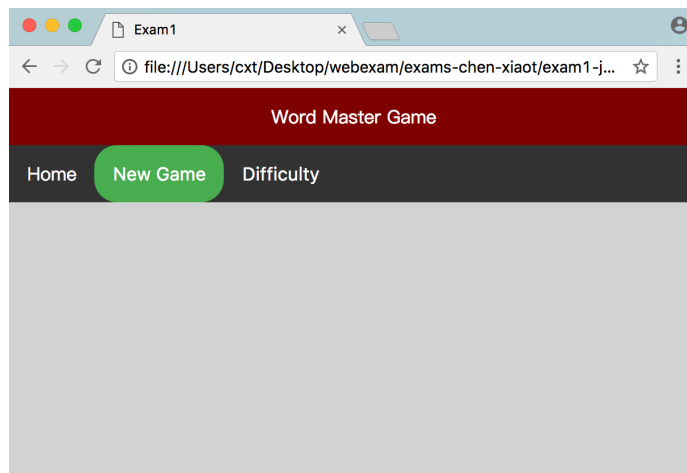 Exam1
file:///Users/cxt/Desktop/webexam/exams-chen-xiaot/exam1-j...
Word Master Game
Home New Game Difficulty